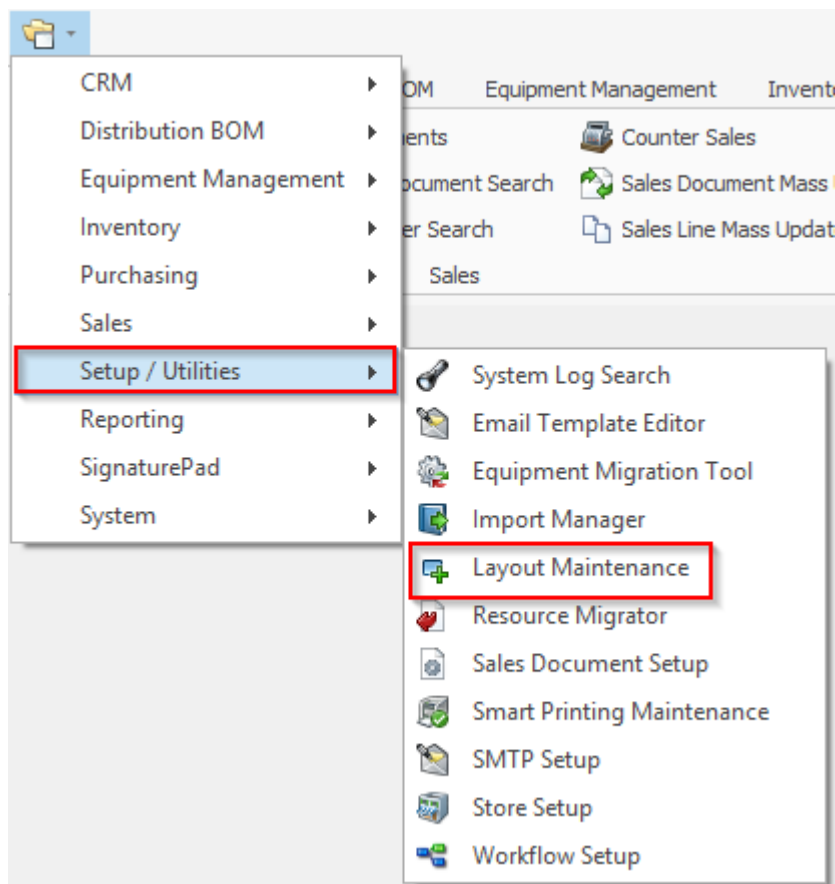 CRM
Distribution BOM
Equipment Management
Inventory
Purchasing
Sales
Setup / Utilities
Reporting
SignaturePad
System
OM Equipment Management Invent
ents Counter Sales
ocument Search Sales Document Mass
er Search Sales Line Mass Updat
Sales
System Log Search
Email Template Editor
Equipment Migration Tool
Import Manager
Layout Maintenance
Resource Migrator
Sales Document Setup
Smart Printing Maintenance
SMTP Setup
Store Setup
Workflow Setup